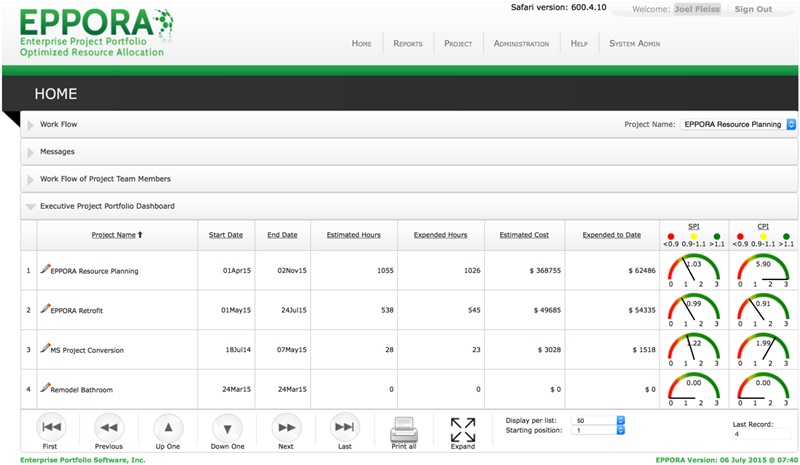 Safari version: 600.4.10
Welcome: Joel Fleiss Sign Out
EPPORA
Enterprise Project Portfolio
Optimized Resource Allocation
Home Reports Project Administration Help System Admin
HOME
Work Flow
Project Name: EPPORA Resource Planning
Messages
Work Flow of Project Team Members
Executive Project Portfolio Dashboard
Project Name Start Date End Date Estimated Hours Expended Hours Estimated Cost Expended to Date SPI CPI
<0.9 0.9-1.1 >1.1 <0.9 0.9-1.1 >1.1
1 EPPORA Resource Planning 01Apr15 02Nov15 1055 1026 $ 368755 $ 62486 1.03 5.90
0 1 2 3 0 1 2 3
2 EPPORA Retrofit 01May15 24Jul15 538 545 $ 49685 $ 54335 0.99 0.91
0 1 2 3 0 1 2 3
3 MS Project Conversion 18Jul14 07May15 28 23 $ 3028 $ 1518 1.22 1.99
0 1 2 3 0 1 2 3
4 Remodel Bathroom 24Mar15 24Mar15 0 0 $ 0 $ 0 0.00 0.00
0 1 2 3 0 1 2 3
First Previous Up One Down One Next Last Print all Expand
Display per list: 50
Starting position: 1
Last Record:
4
Enterprise Portfolio Software, Inc.
EPPORA Version: 06 July 2015 @ 07:40